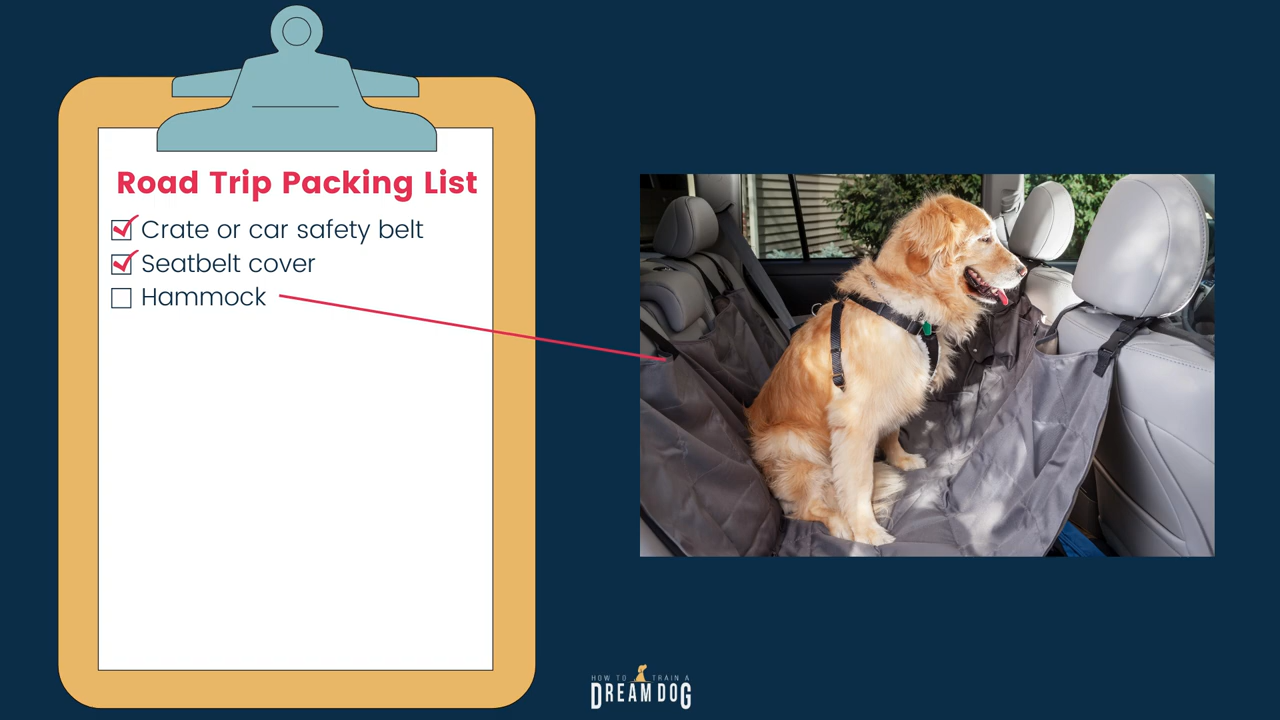 Road Trip Packing List
Crate or car safety belt
Seatbelt cover
Hammock
HOW TO TRAIN A
DREAM DOG